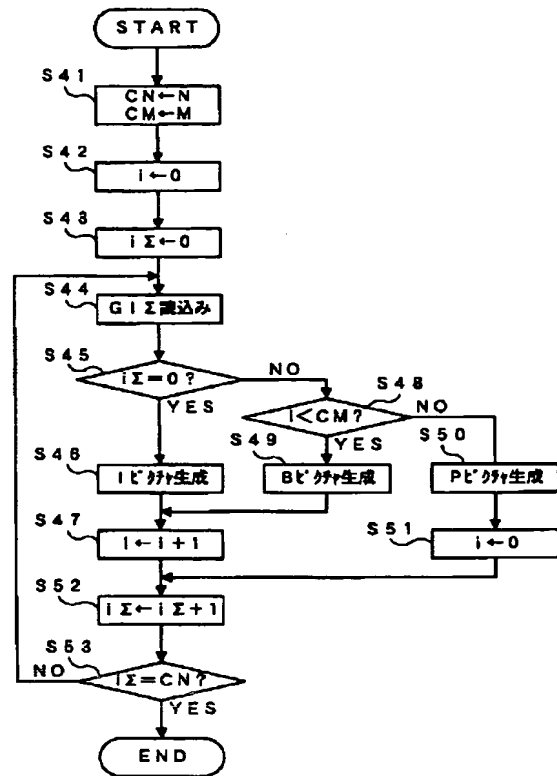 START
S41
CN←N
CM←M
S42
i←0
S43
iΣ←0
S44
GIΣ読込み
S45
iΣ=0?
NO
YES
S48
i<CM?
NO
YES
S46
Iピクチャ生成
S49
Bピクチャ生成
S50
Pピクチャ生成
S47
i←i+1
S51
i←0
S52
iΣ←iΣ+1
S53
iΣ=CN?
NO
YES
END